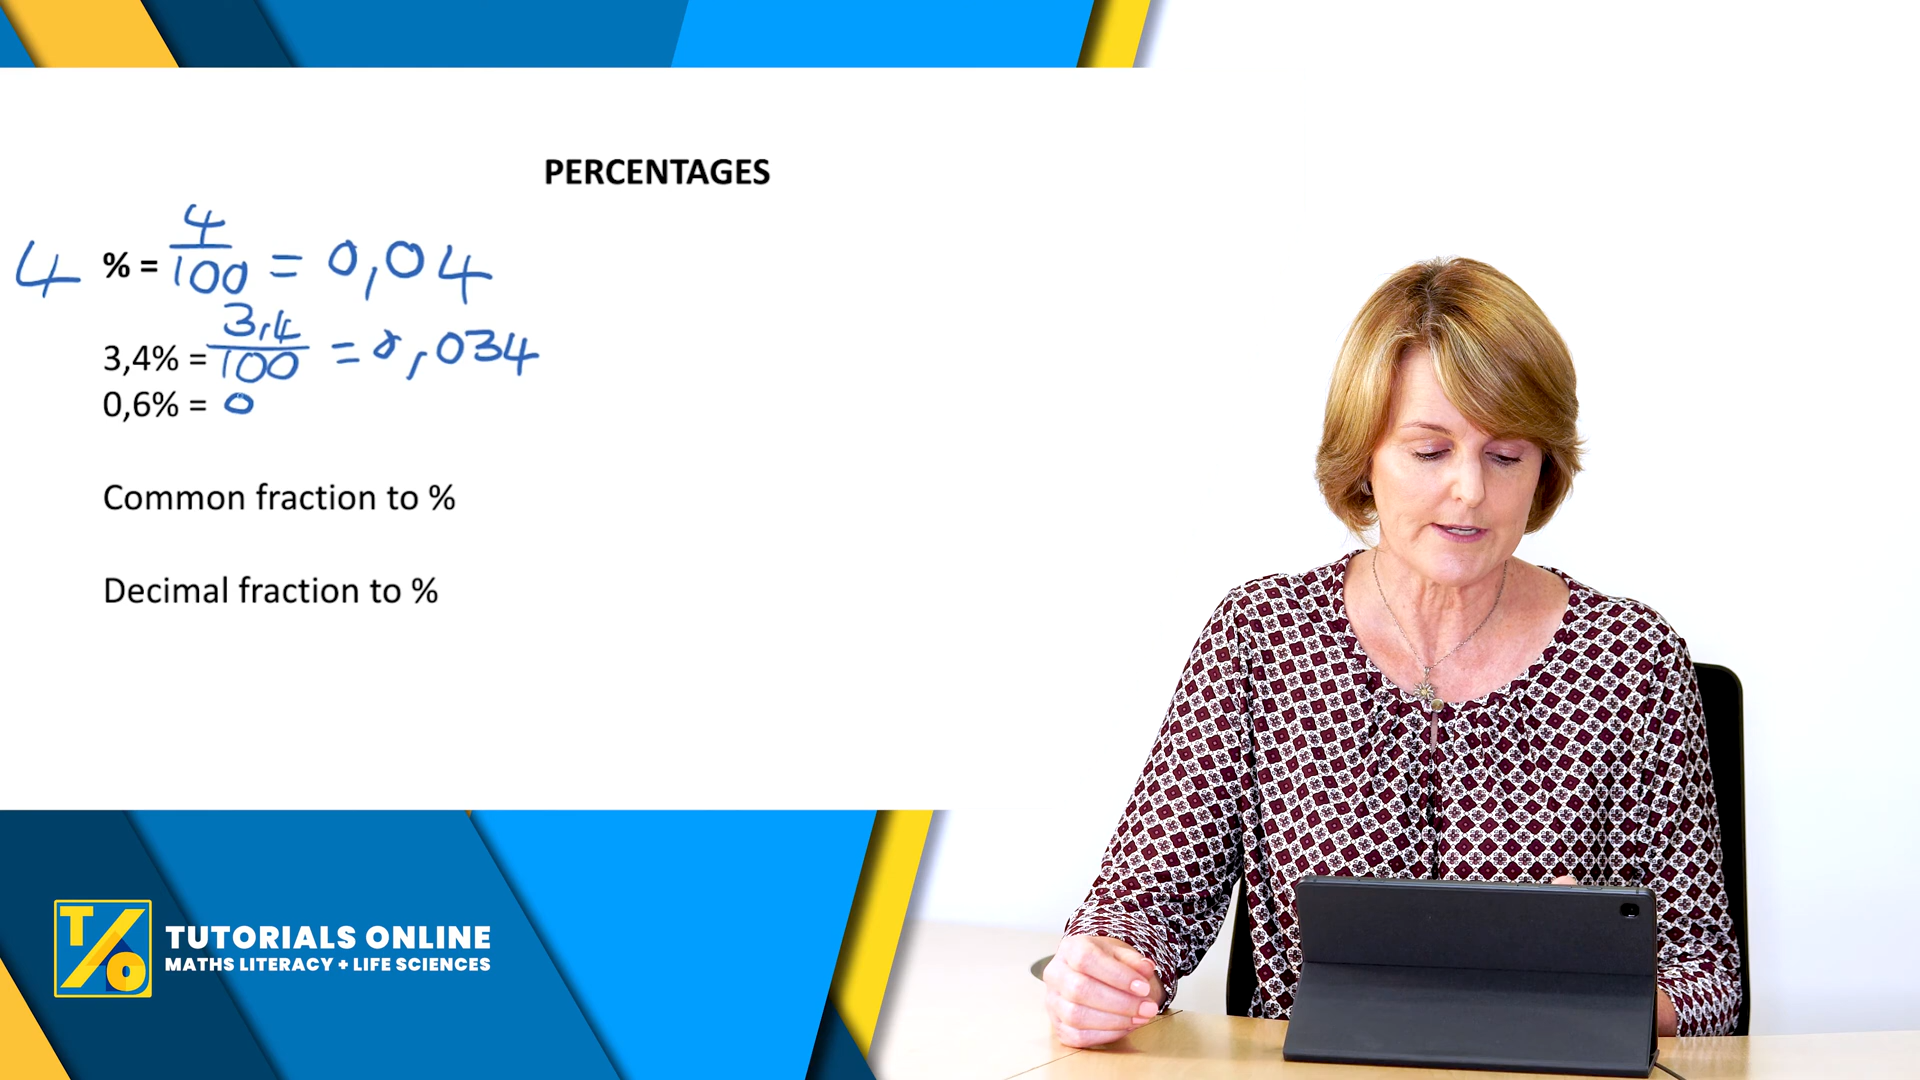 PERCENTAGES
4 % = 4/100 = 0,04
3,4% = 3,4/100 = 0,034
0,6% = 0
Common fraction to %
Decimal fraction to %
T/O
TUTORIALS ONLINE
MATHS LITERACY + LIFE SCIENCES